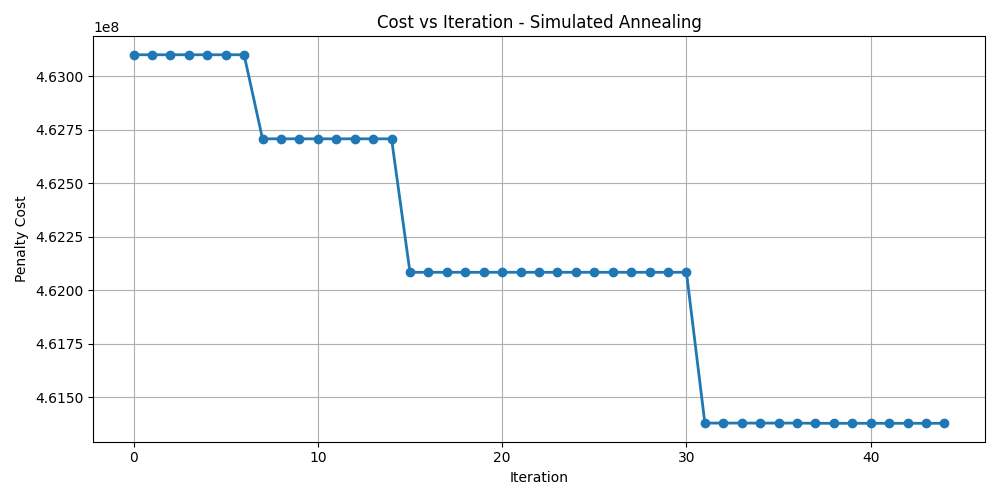 Cost vs Iteration - Simulated Annealing
1e8
4.6300
4.6275
4.6250
4.6225
4.6200
4.6175
4.6150
Penalty Cost
0 10 20 30 40
Iteration